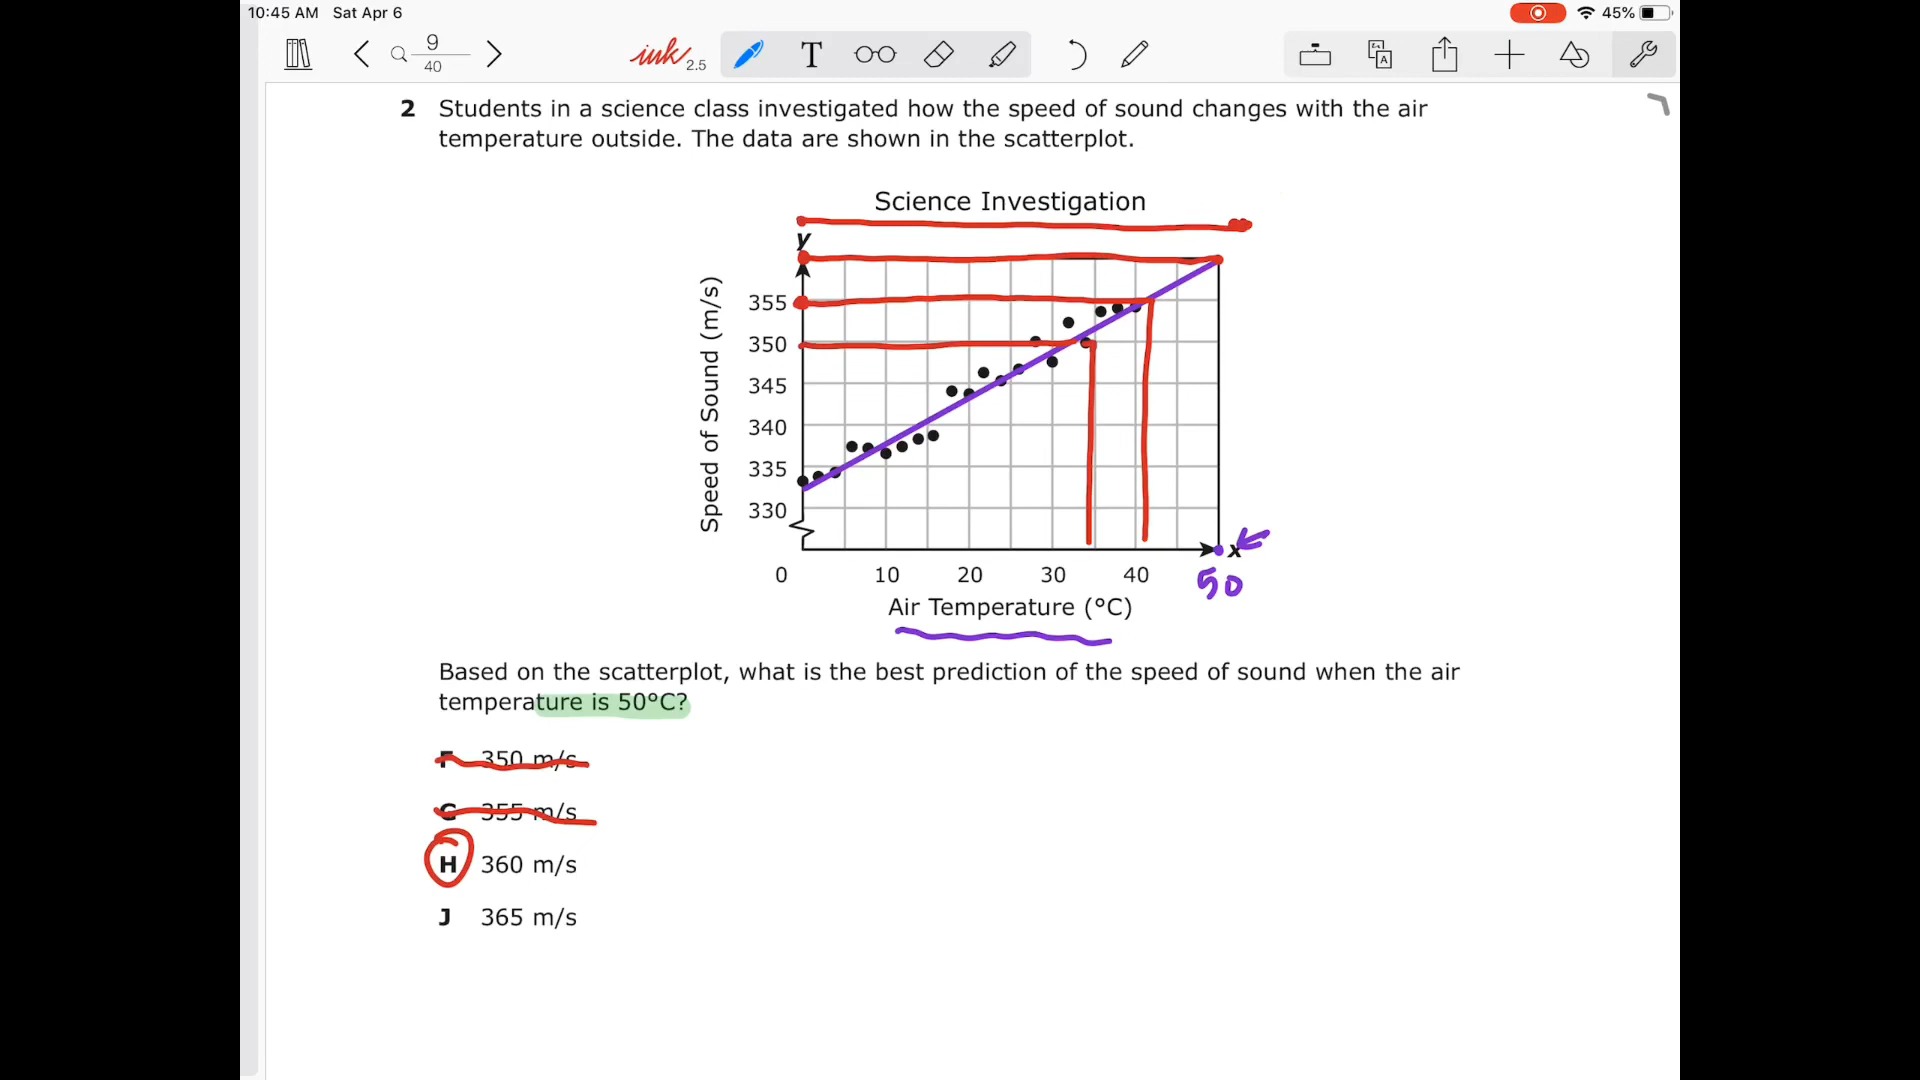 10:45 AM Sat Apr 6
45%
9
40
ink 2.5
T
A
2 Students in a science class investigated how the speed of sound changes with the air
temperature outside. The data are shown in the scatterplot.
Science Investigation
y
Speed of Sound (m/s)
355
350
345
340
335
330
x
0 10 20 30 40 50
Air Temperature (°C)
Based on the scatterplot, what is the best prediction of the speed of sound when the air
temperature is 50°C?
F 350 m/s
G 355 m/s
H 360 m/s
J 365 m/s